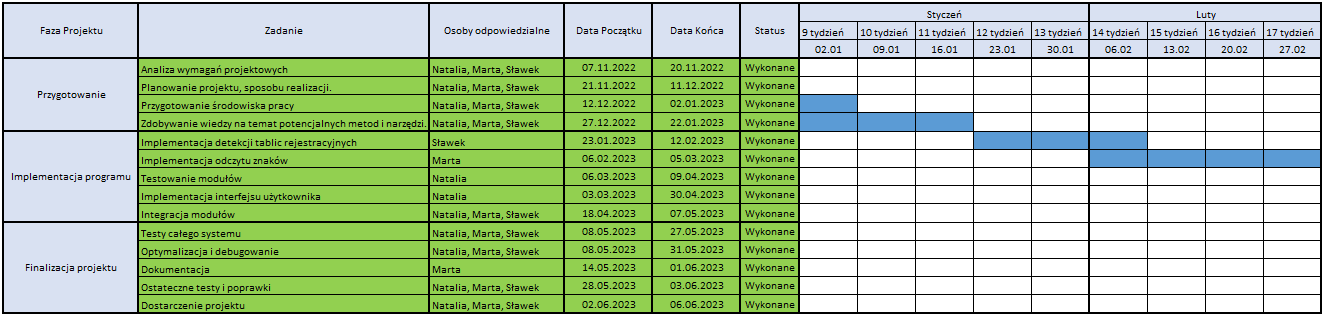 Faza Projektu Zadanie Osoby odpowiedzialne Data Początku Data Końca Status Styczeń Luty
9 tydzień 10 tydzień 11 tydzień 12 tydzień 13 tydzień 14 tydzień 15 tydzień 16 tydzień 17 tydzień
02.01 09.01 16.01 23.01 30.01 06.02 13.02 20.02 27.02
Przygotowanie
Analiza wymagań projektowych Natalia, Marta, Sławek 07.11.2022 20.11.2022 Wykonane
Planowanie projektu, sposobu realizacji. Natalia, Marta, Sławek 21.11.2022 11.12.2022 Wykonane
Przygotowanie środowiska pracy Natalia, Marta, Sławek 12.12.2022 02.01.2023 Wykonane
Zdobywanie wiedzy na temat potencjalnych metod i narzędzi. Natalia, Marta, Sławek 27.12.2022 22.01.2023 Wykonane
Implementacja programu
Implementacja detekcji tablic rejestracyjnych Sławek 23.01.2023 12.02.2023 Wykonane
Implementacja odczytu znaków Marta 06.02.2023 05.03.2023 Wykonane
Testowanie modułów Natalia 06.03.2023 09.04.2023 Wykonane
Implementacja interfejsu użytkownika Natalia 03.03.2023 30.04.2023 Wykonane
Integracja modułów Natalia, Marta, Sławek 18.04.2023 07.05.2023 Wykonane
Finalizacja projektu
Testy całego systemu Natalia, Marta, Sławek 08.05.2023 27.05.2023 Wykonane
Optymalizacja i debugowanie Natalia, Marta, Sławek 08.05.2023 31.05.2023 Wykonane
Dokumentacja Marta 14.05.2023 01.06.2023 Wykonane
Ostateczne testy i poprawki Natalia, Marta, Sławek 28.05.2023 03.06.2023 Wykonane
Dostarczenie projektu Natalia, Marta, Sławek 02.06.2023 06.06.2023 Wykonane